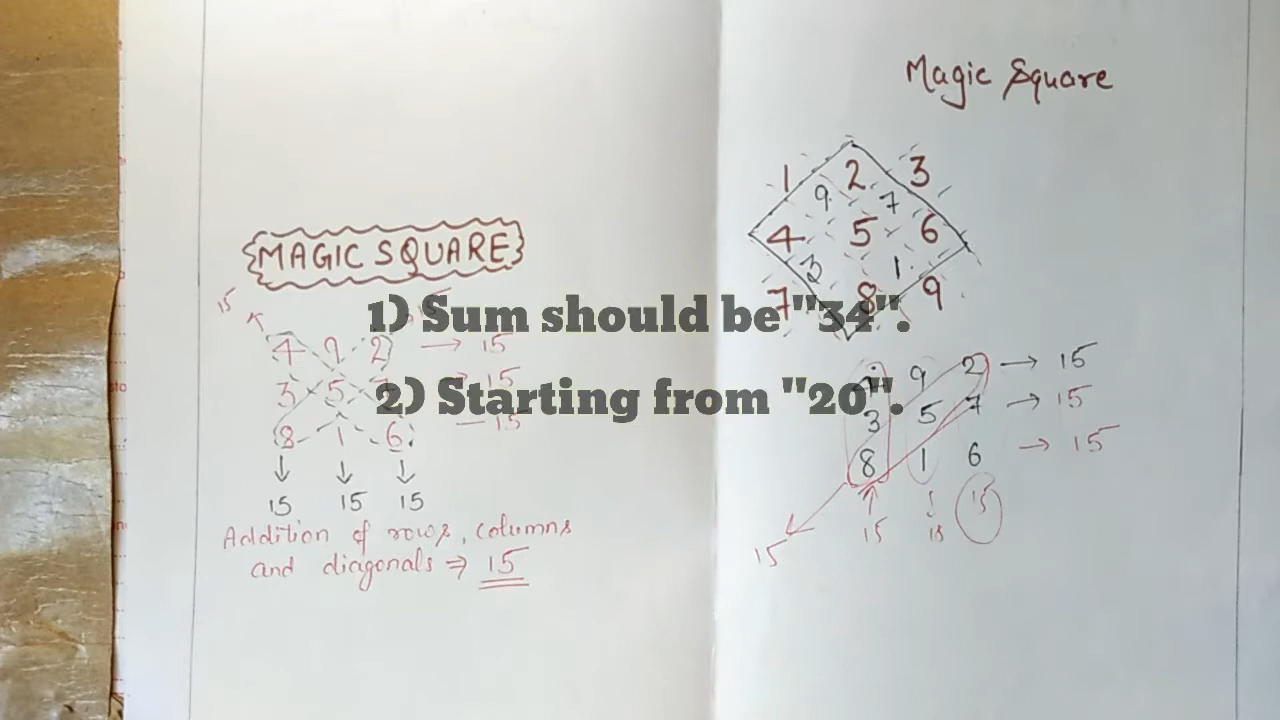 MAGIC SQUARE
15
15
4 9 2 → 15
3 5 7 → 15
8 1 6 → 15
↓ ↓ ↓
15 15 15
Addition of rows, columns
and diagonals ⇒ 15
Magic Square
1 2 3
9 7
4 5 6
3 1
7 8 9
4 9 2 → 15
3 5 7 → 15
8 1 6 → 15
15 15 15
15
1) Sum should be "34".
2) Starting from "20".